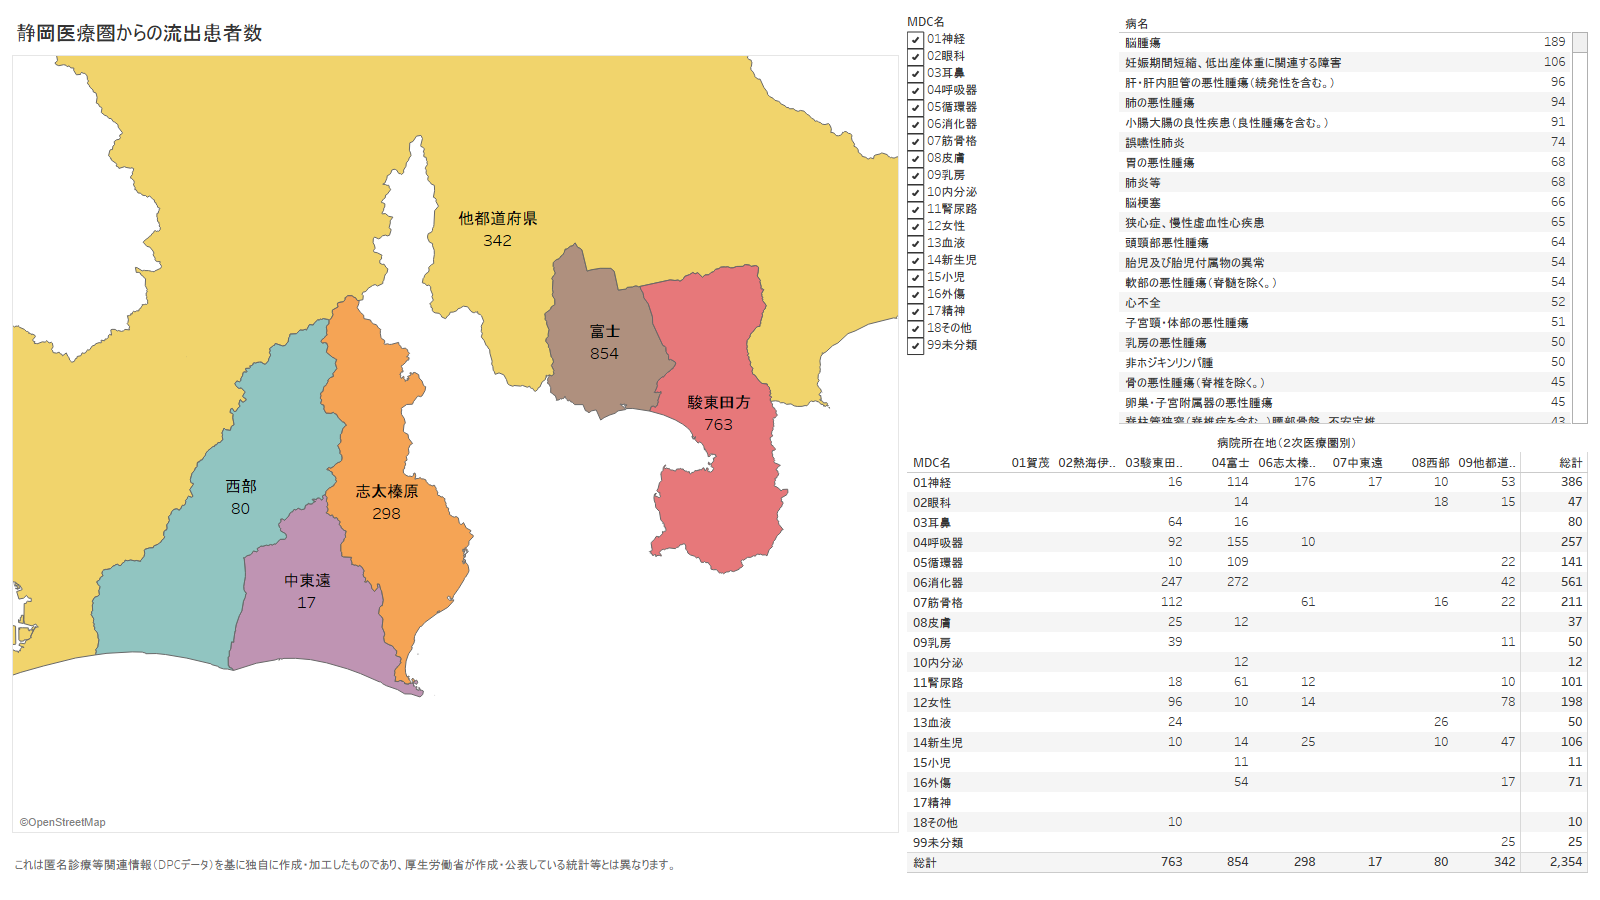 静岡医療圏からの流出患者数
他都道府県
342
富士
854
駿東田方
763
西部
80
志太榛原
298
中東遠
17
©OpenStreetMap
これは匿名診療等関連情報（DPCデータ）を基に独自に作成・加工したものであり、厚生労働省が作成・公表している統計等とは異なります。
MDC名
01神経
02眼科
03耳鼻
04呼吸器
05循環器
06消化器
07筋骨格
08皮膚
09乳房
10内分泌
11腎尿路
12女性
13血液
14新生児
15小児
16外傷
17精神
18その他
99未分類
病名
脳腫瘍 189
妊娠期間短縮、低出産体重に関連する障害 106
肝・肝内胆管の悪性腫瘍（続発性を含む。） 96
肺の悪性腫瘍 94
小腸大腸の良性疾患（良性腫瘍を含む。） 91
誤嚥性肺炎 74
胃の悪性腫瘍 68
肺炎等 68
脳梗塞 66
狭心症、慢性虚血性心疾患 65
頭頸部悪性腫瘍 64
胎児及び胎児付属物の異常 54
軟部の悪性腫瘍（脊髄を除く。） 54
心不全 52
子宮頸・体部の悪性腫瘍 51
乳房の悪性腫瘍 50
非ホジキンリンパ腫 50
骨の悪性腫瘍（脊椎を除く。） 45
卵巣・子宮附属器の悪性腫瘍 45
脊柱管狭窄（脊椎症を含む。）腰部骨盤、不安定椎 43
病院所在地（2次医療圏別）
MDC名 01賀茂 02熱海伊.. 03駿東田.. 04富士 06志太榛.. 07中東遠 08西部 09他都道.. 総計
01神経 16 114 176 17 10 53 386
02眼科 14 18 15 47
03耳鼻 64 16 80
04呼吸器 92 155 10 257
05循環器 10 109 22 141
06消化器 247 272 42 561
07筋骨格 112 61 16 22 211
08皮膚 25 12 37
09乳房 39 11 50
10内分泌 12 12
11腎尿路 18 61 12 10 101
12女性 96 10 14 78 198
13血液 24 26 50
14新生児 10 14 25 10 47 106
15小児 11 11
16外傷 54 17 71
17精神
18その他 10 10
99未分類 25 25
総計 763 854 298 17 80 342 2,354